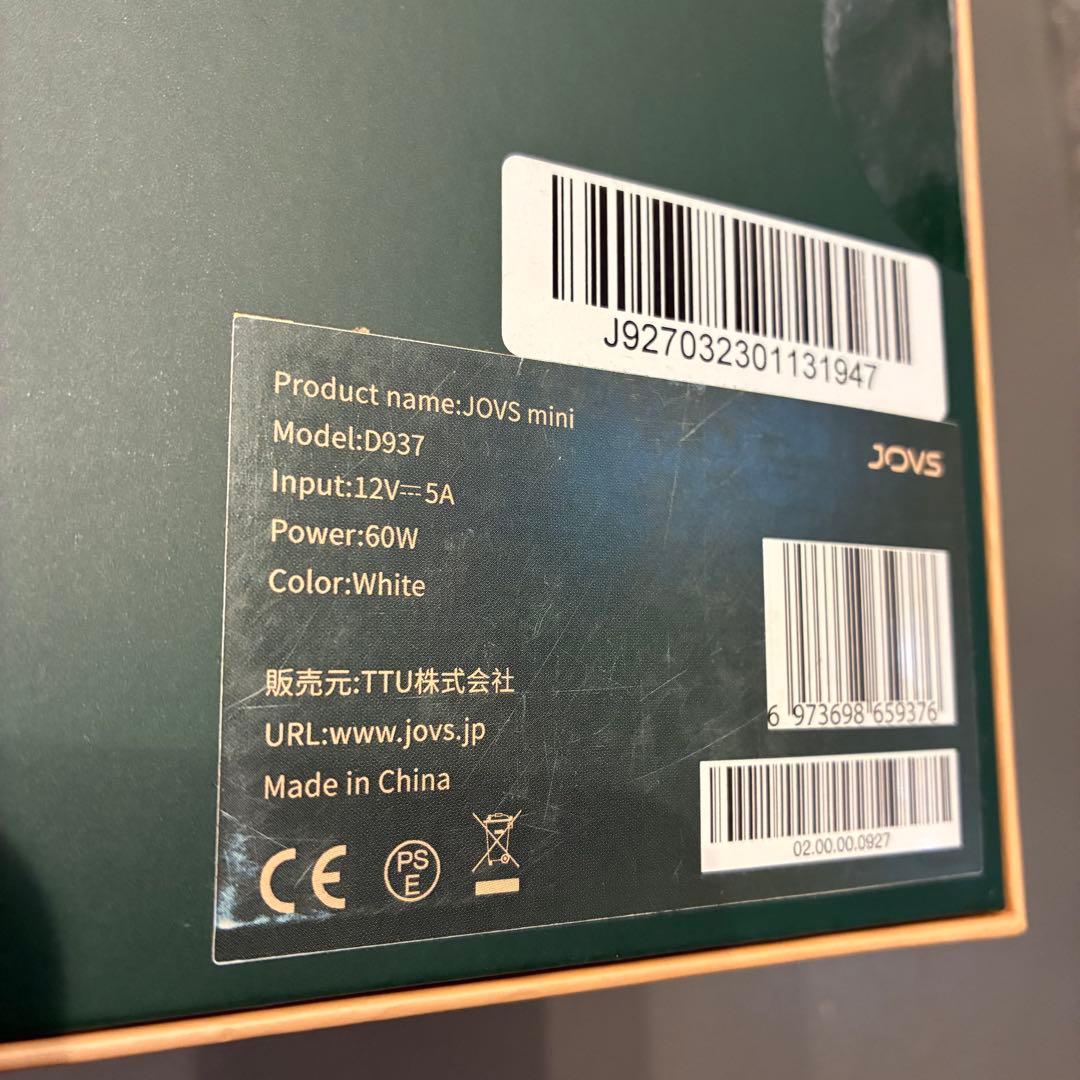 J927032301131947
Product name:JOVS mini
Model:D937
Input:12V⎓5A
Power:60W
Color:White
販売元:TTU株式会社
URL:www.jovs.jp
Made in China
CE
PS
E
JOVS
6 973698 659376
02.00.00.0927